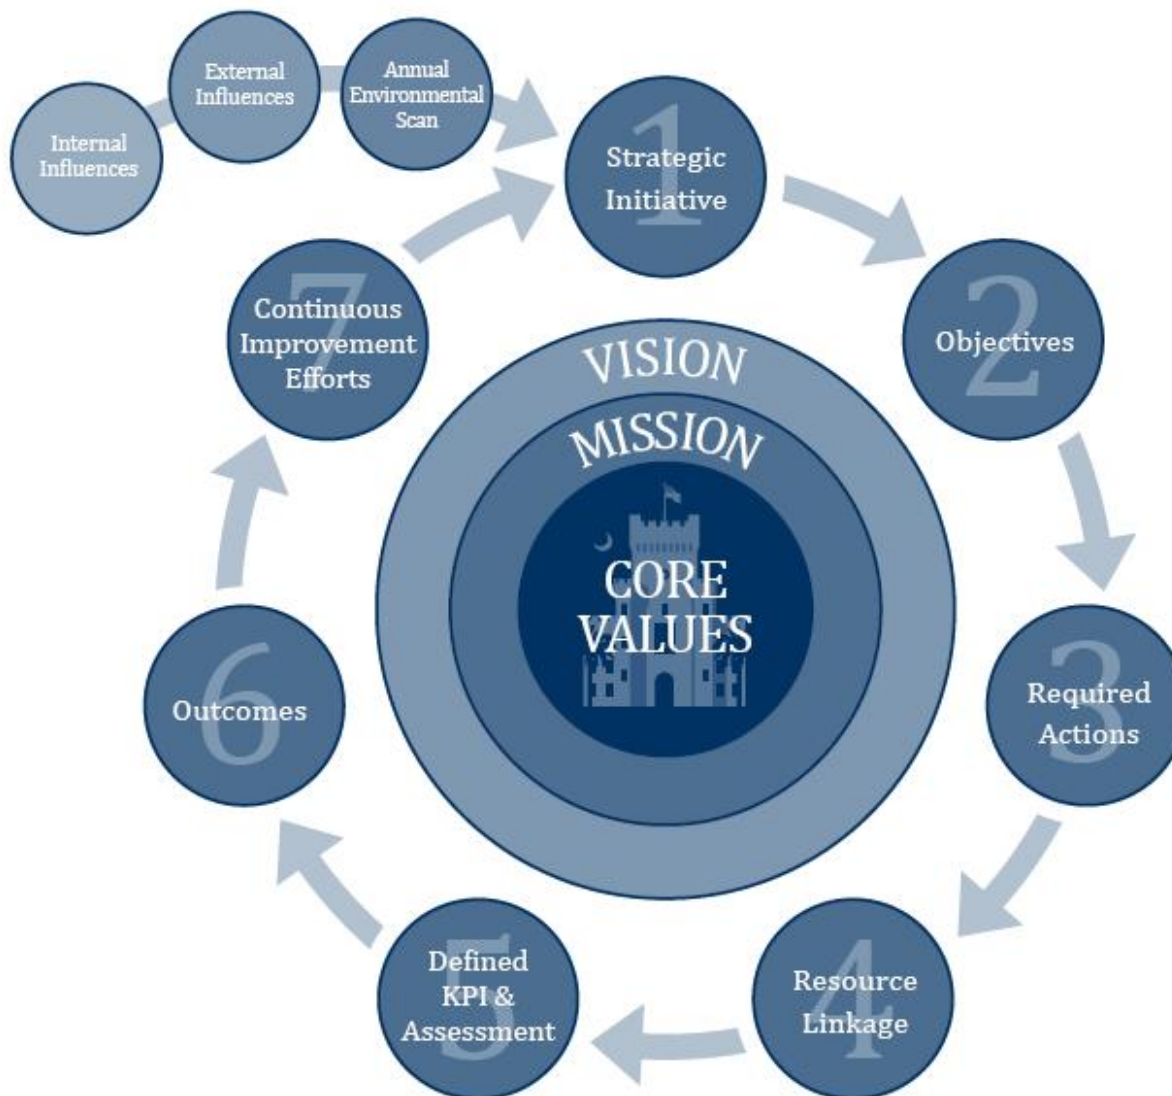 Internal
Influences
External
Influences
Annual
Environmental
Scan
1
Strategic
Initiative
2
Objectives
3
Required
Actions
4
Resource
Linkage
5
Defined
KPI &
Assessment
6
Outcomes
7
Continuous
Improvement
Efforts
VISION
MISSION
CORE
VALUES